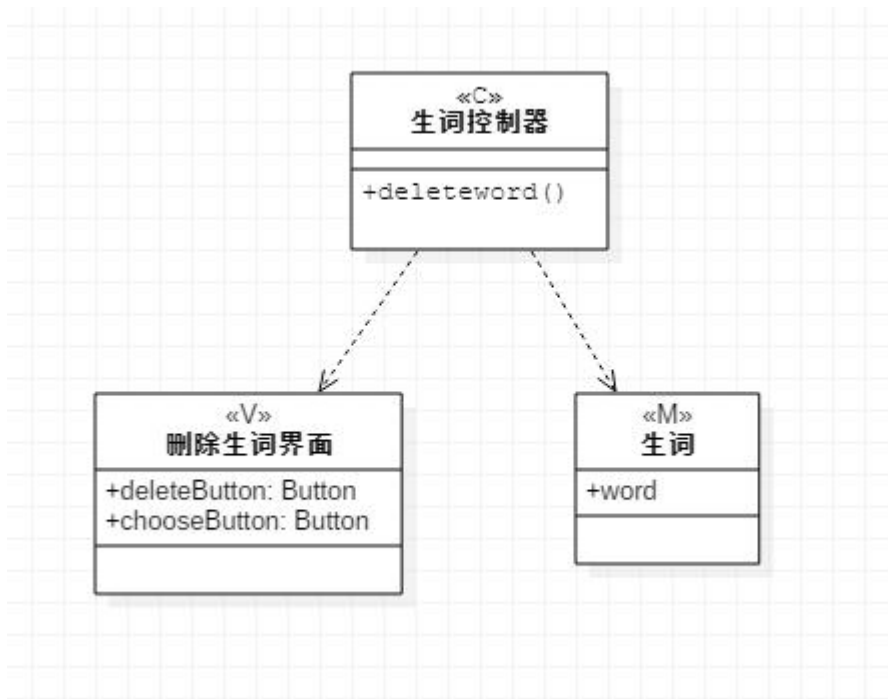 «C»
生词控制器
+deleteword()
«V»
删除生词界面
+deleteButton: Button
+chooseButton: Button
«M»
生词
+word